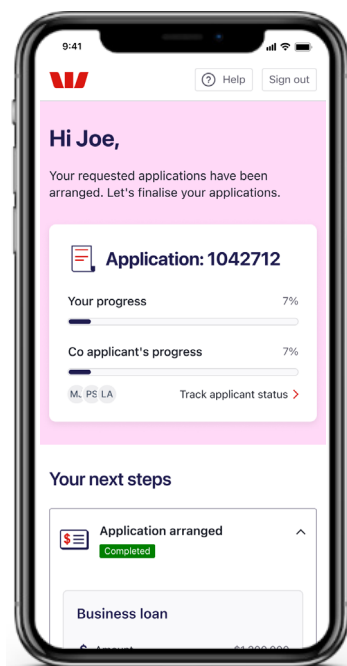 9:41
Help
Sign out
Hi Joe,
Your requested applications have been
arranged. Let's finalise your applications.
Application: 1042712
Your progress
7%
Co applicant's progress
7%
M. PS LA
Track applicant status
Your next steps
Application arranged
Completed
Business loan
$ Amount